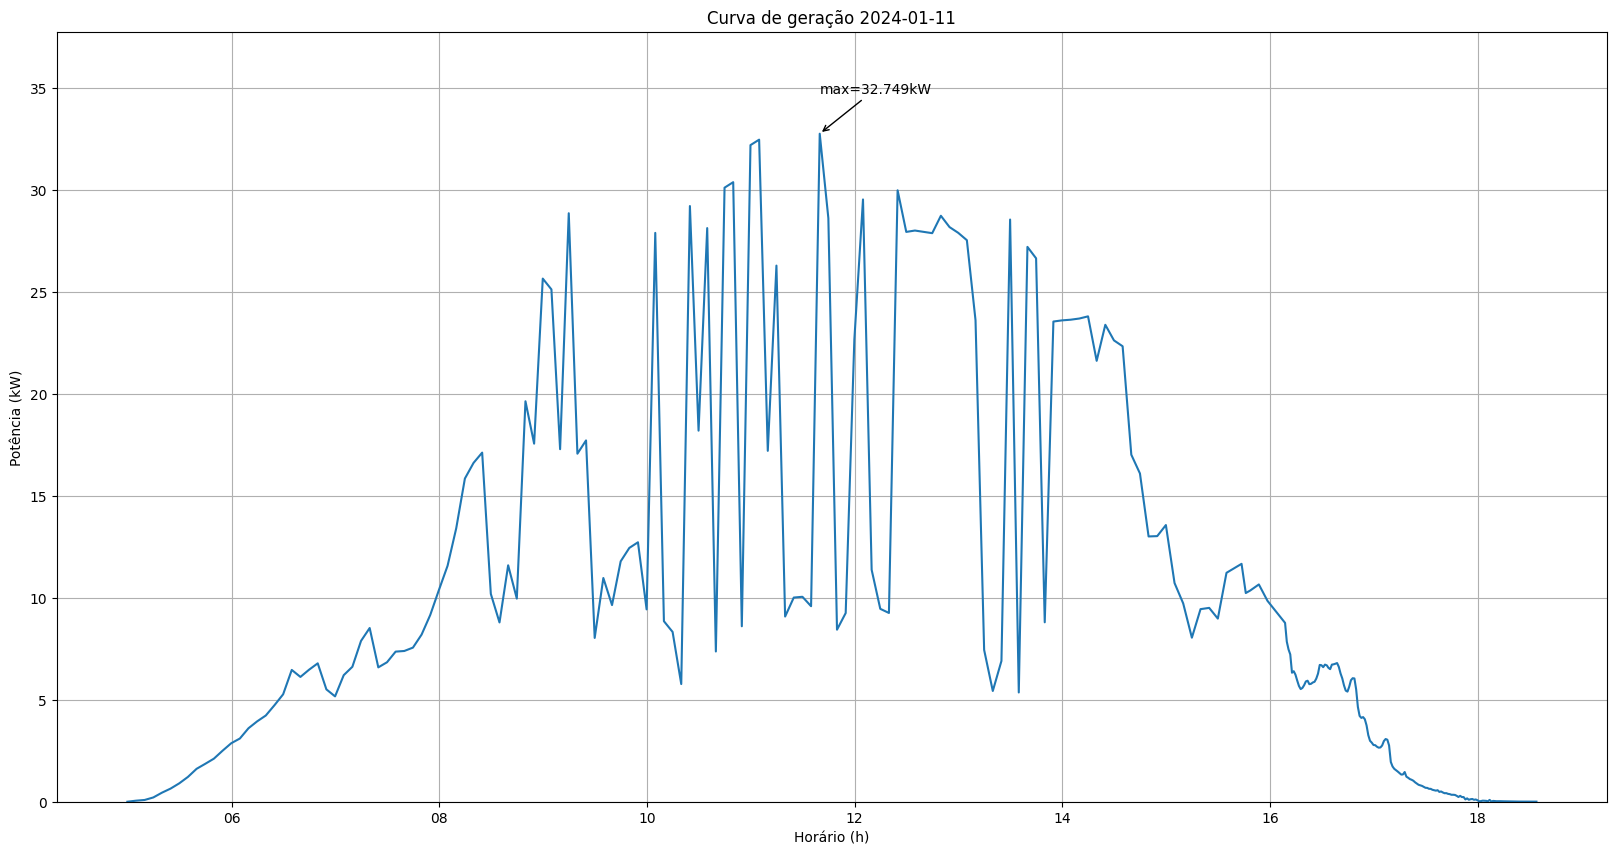 Curva de geração 2024-01-11
max=32.749kW
Potência (kW)
35
30
25
20
15
10
5
0
06 08 10 12 14 16 18
Horário (h)